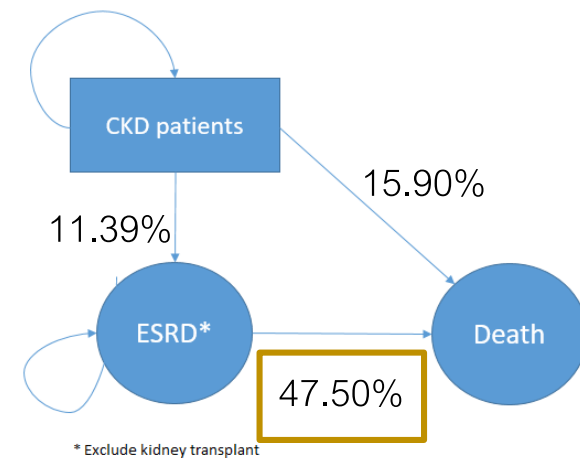 CKD patients
15.90%
11.39%
ESRD*
Death
47.50%
* Exclude kidney transplant